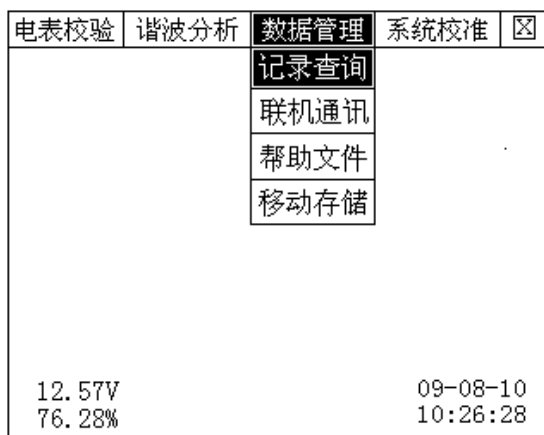 电表校验 谐波分析 数据管理 系统校准
记录查询
联机通讯
帮助文件
移动存储
12.57V 09-08-10
76.28% 10:26:28